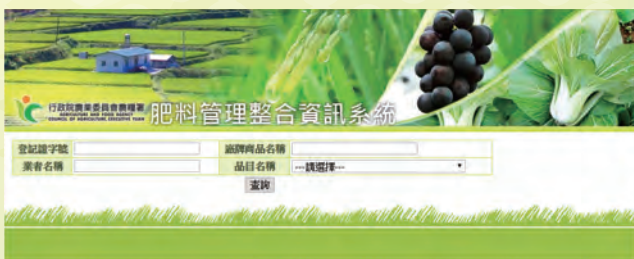 行政院農業委員會農糧署 肥料管理整合資訊系統
AGRICULTURE AND FOOD AGENCY
COUNCIL OF AGRICULTURE, EXECUTIVE YUAN
登記證字號 廠牌商品名稱
業者名稱 品目名稱 ---請選擇---
查詢